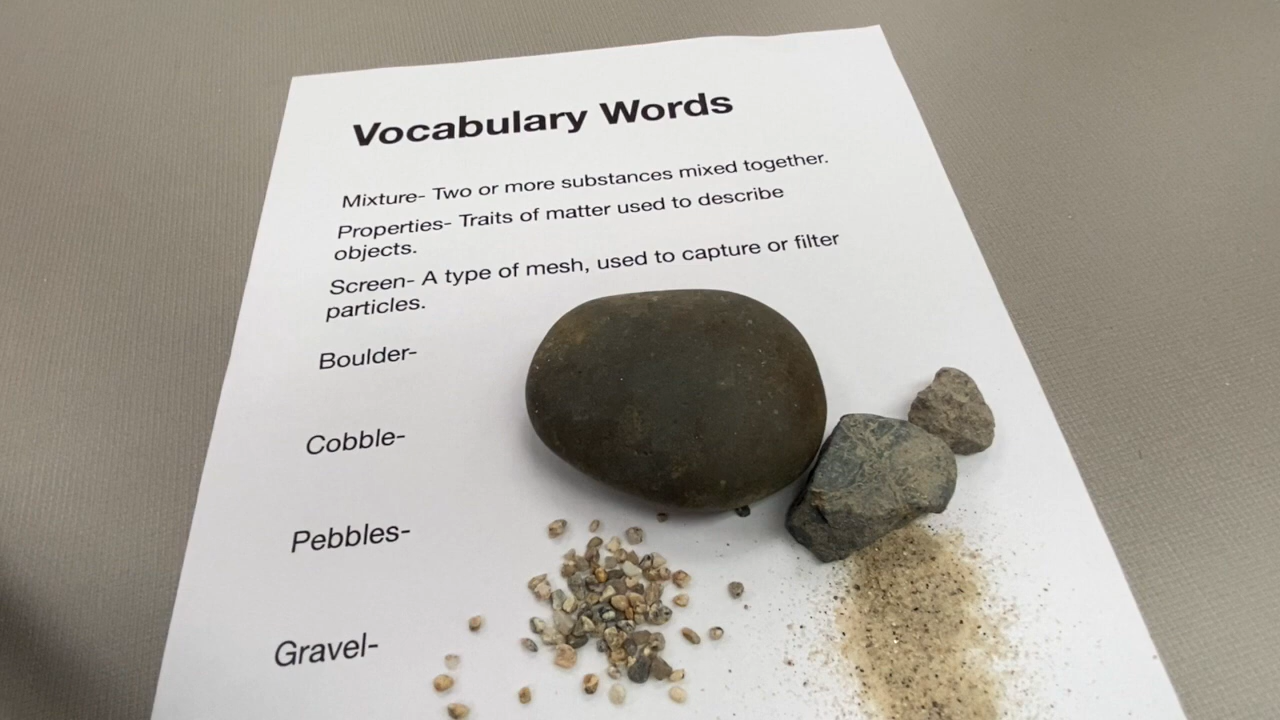 Vocabulary Words
Mixture- Two or more substances mixed together.
Properties- Traits of matter used to describe
objects.
Screen- A type of mesh, used to capture or filter
particles.
Boulder-
Cobble-
Pebbles-
Gravel-